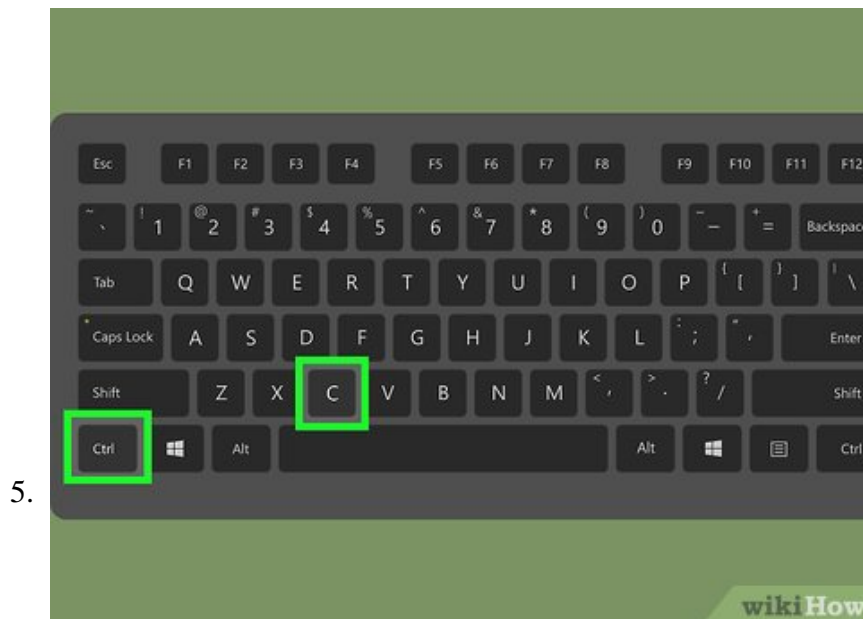 Esc F1 F2 F3 F4 F5 F6 F7 F8 F9 F10 F11 F12
~ ` ! 1 @ 2 # 3 $ 4 % 5 ^ 6 & 7 * 8 ( 9 ) 0 – – + = Backspac
Tab Q W E R T Y U I O P { [ } ] | \
Caps Lock A S D F G H J K L : ; " ' Enter
Shift Z X C V B N M < , > . ? / Shift
Ctrl Alt Alt Ctrl
5.
wikiHow